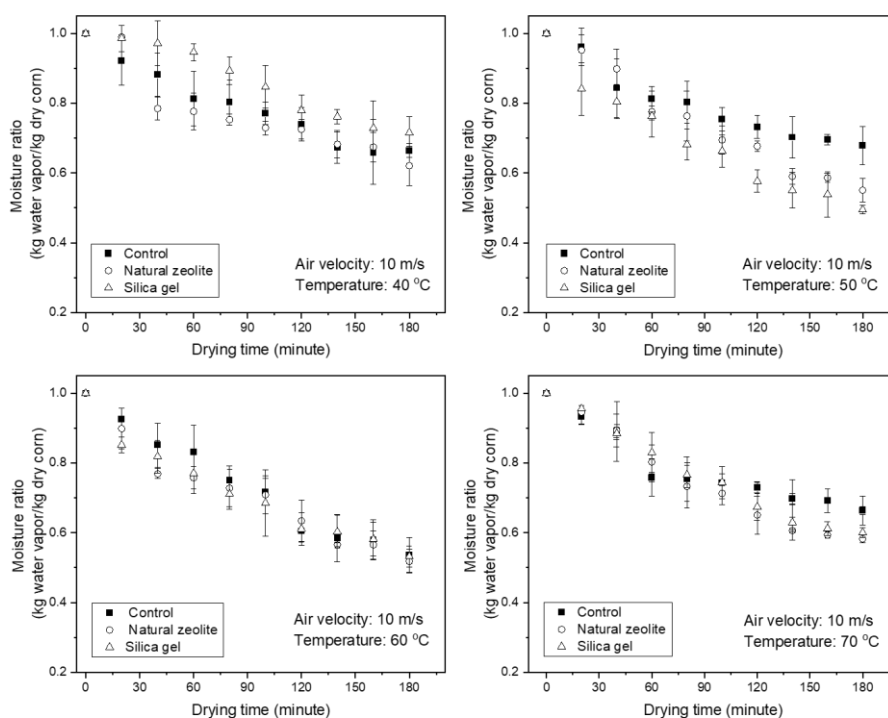 1.0
0.8
0.6
0.4
0.2
Moisture ratio
(kg water vapor/kg dry corn)
Control
Natural zeolite
Silica gel
Air velocity: 10 m/s
Temperature: 40 °C
0 30 60 90 120 150 180
Drying time (minute)
1.0
0.8
0.6
0.4
0.2
Moisture ratio
(kg water vapor/kg dry corn)
Control
Natural zeolite
Silica gel
Air velocity: 10 m/s
Temperature: 50 °C
0 30 60 90 120 150 180
Drying time (minute)
1.0
0.8
0.6
0.4
0.2
Moisture ratio
(kg water vapor/kg dry corn)
Control
Natural zeolite
Silica gel
Air velocity: 10 m/s
Temperature: 60 °C
0 30 60 90 120 150 180
Drying time (minute)
1.0
0.8
0.6
0.4
0.2
Moisture ratio
(kg water vapor/kg dry corn)
Control
Natural zeolite
Silica gel
Air velocity: 10 m/s
Temperature: 70 °C
0 30 60 90 120 150 180
Drying time (minute)